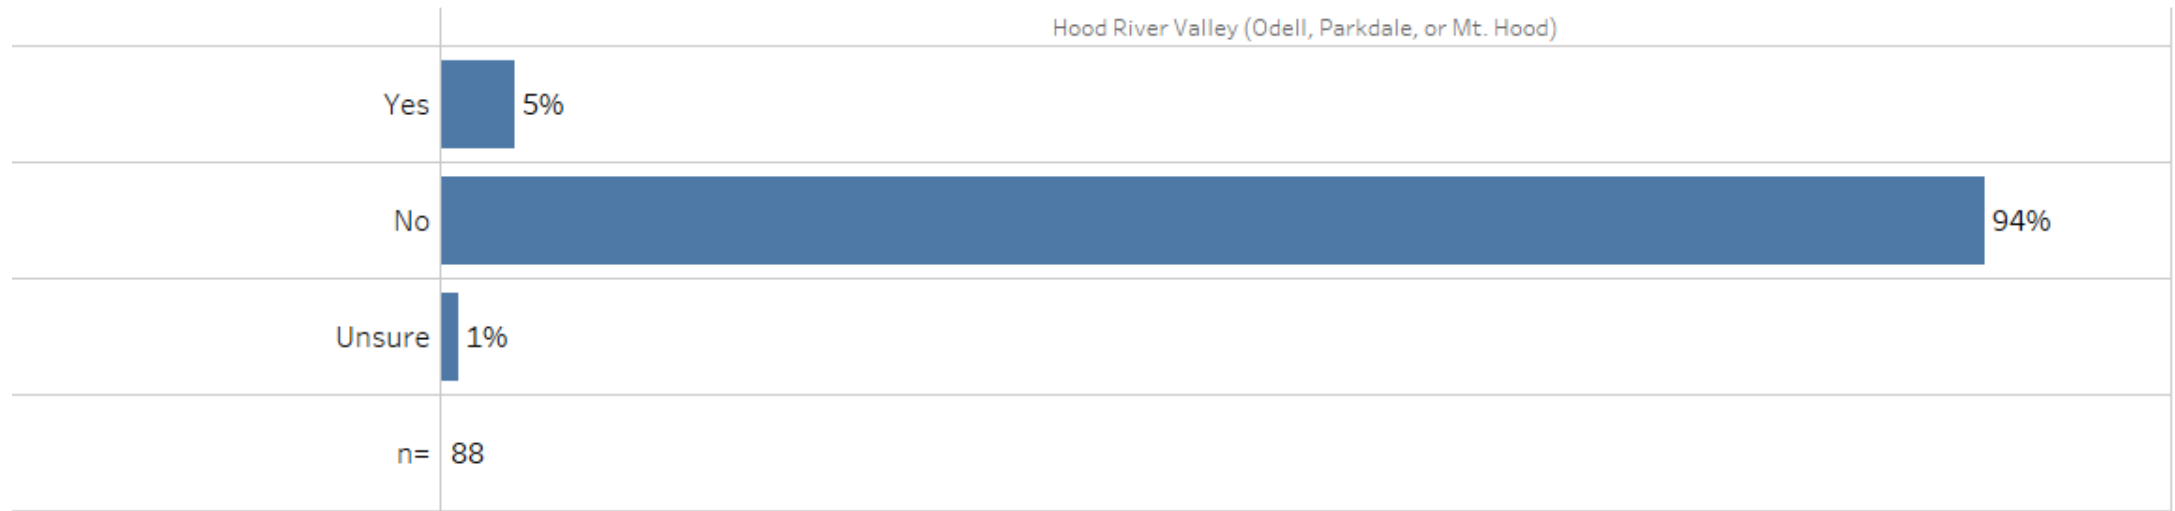 Hood River Valley (Odell, Parkdale, or Mt. Hood)
Yes 5%
No 94%
Unsure 1%
n= 88